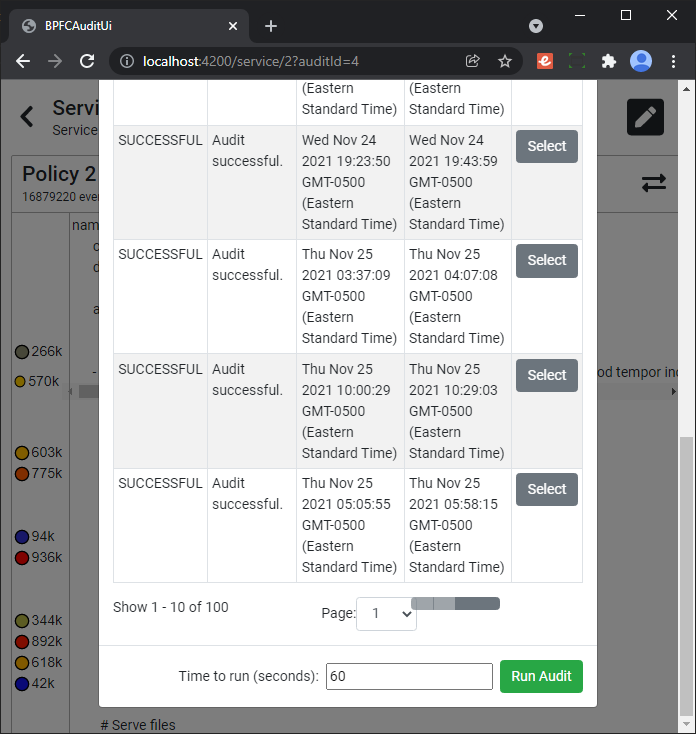 BPFCAuditUi
localhost:4200/service/2?auditId=4
Servi
Service
Policy 2
16879220 even
nam
c
d
a
266k
-
570k
603k
775k
94k
936k
344k
892k
618k
42k
# Serve files
od tempor inc
(Eastern
Standard Time)
(Eastern
Standard Time)
SUCCESSFUL
Audit
successful.
Wed Nov 24
2021 19:23:50
GMT-0500
(Eastern
Standard Time)
Wed Nov 24
2021 19:43:59
GMT-0500
(Eastern
Standard Time)
Select
SUCCESSFUL
Audit
successful.
Thu Nov 25
2021 03:37:09
GMT-0500
(Eastern
Standard Time)
Thu Nov 25
2021 04:07:08
GMT-0500
(Eastern
Standard Time)
Select
SUCCESSFUL
Audit
successful.
Thu Nov 25
2021 10:00:29
GMT-0500
(Eastern
Standard Time)
Thu Nov 25
2021 10:29:03
GMT-0500
(Eastern
Standard Time)
Select
SUCCESSFUL
Audit
successful.
Thu Nov 25
2021 05:05:55
GMT-0500
(Eastern
Standard Time)
Thu Nov 25
2021 05:58:15
GMT-0500
(Eastern
Standard Time)
Select
Show 1 - 10 of 100
Page: 1
Time to run (seconds): 60
Run Audit